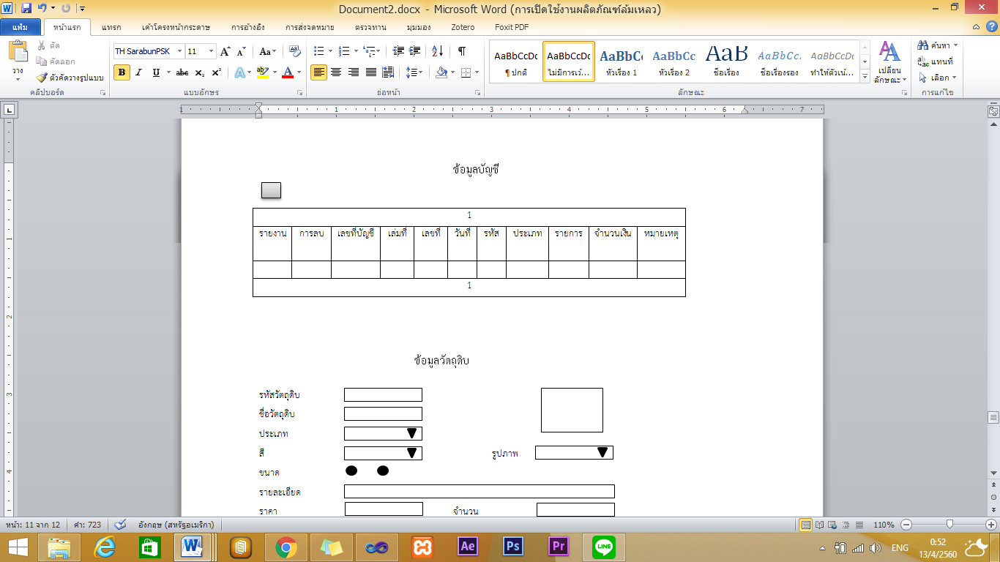 Document2.docx - Microsoft Word (การเปิดใช้งานผลิตภัณฑ์ล้มเหลว)
แฟ้ม หน้าแรก แทรก เค้าโครงหน้ากระดาษ การอ้างอิง การส่งจดหมาย ตรวจทาน มุมมอง Zotero Foxit PDF
วาง ตัด คัดลอก ตัวคัดวางรูปแบบ
TH SarabunPSK 11
AaBbCcDc AaBbCcDc AaBbC AaBbCc AaB AaBbCc AaBbCcDc
¶ ปกติ ไม่มีการเว้... หัวเรื่อง 1 หัวเรื่อง 2 ชื่อเรื่อง ชื่อเรื่องรอง ทำให้ตัวเน้...
เปลี่ยนลักษณะ ค้นหา แทนที่ เลือก
คลิปบอร์ด แบบอักษร ย่อหน้า ลักษณะ การแก้ไข
1 1 2 3 4 5 6 7
ข้อมูลบัญชี
1
รายงาน การลบ เลขที่บัญชี เล่มที่ เลขที่ วันที่ รหัส ประเภท รายการ จำนวนเงิน หมายเหตุ
1
ข้อมูลวัตถุดิบ
รหัสวัตถุดิบ
ชื่อวัตถุดิบ
ประเภท
สี รูปภาพ
ขนาด
รายละเอียด
ราคา จำนวน
หน้า: 11 จาก 12 คำ: 723 อังกฤษ (สหรัฐอเมริกา) 110%
Ae Ps Pr LINE ENG 0:52
13/4/2560